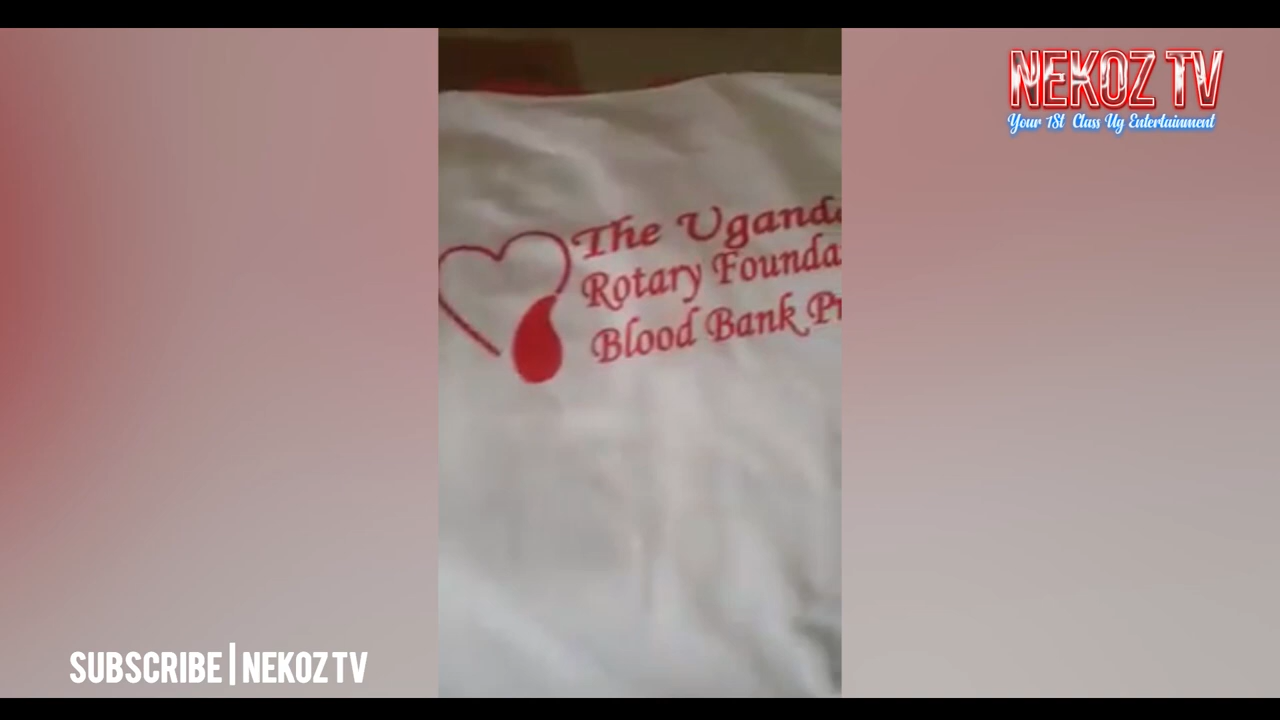 NEKOZ TV
Your 1St Class Ug Entertainment
The Uganda
Rotary Founda
Blood Bank Pr
SUBSCRIBE | NEKOZ TV